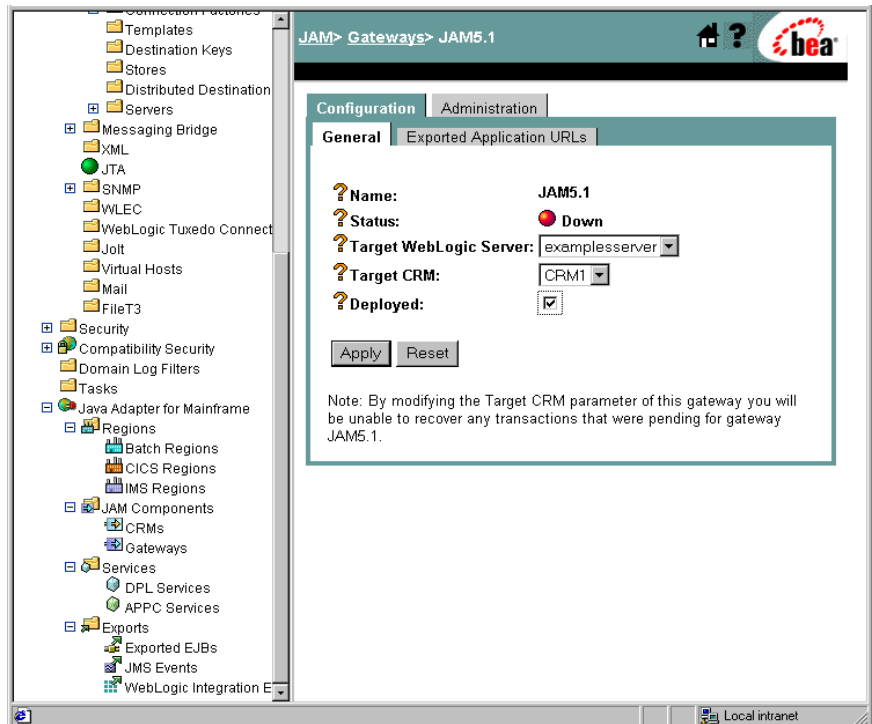 Connection Factories
Templates
Destination Keys
Stores
Distributed Destination
Servers
Messaging Bridge
XML
JTA
SNMP
WLEC
WebLogic Tuxedo Connect
Jolt
Virtual Hosts
Mail
FileT3
Security
Compatibility Security
Domain Log Filters
Tasks
Java Adapter for Mainframe
Regions
Batch Regions
CICS Regions
IMS Regions
JAM Components
CRMs
Gateways
Services
DPL Services
APPC Services
Exports
Exported EJBs
JMS Events
WebLogic Integration E
JAM> Gateways> JAM5.1
? bea
Configuration Administration
General Exported Application URLs
? Name: JAM5.1
? Status: Down
? Target WebLogic Server: examplesserver
? Target CRM: CRM1
? Deployed:
Apply Reset
Note: By modifying the Target CRM parameter of this gateway you will
be unable to recover any transactions that were pending for gateway
JAM5.1.
Local intranet